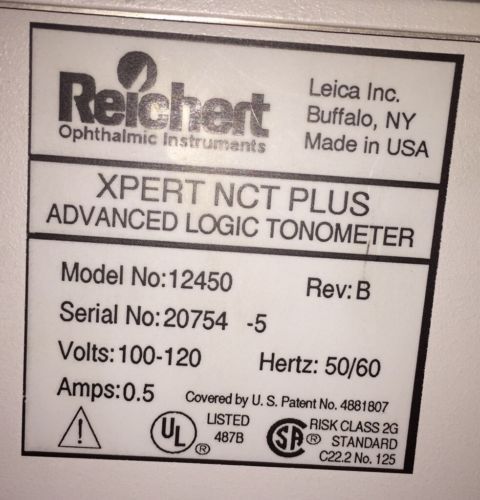 Reichert
Ophthalmic Instruments
Leica Inc.
Buffalo, NY
Made in USA
XPERT NCT PLUS
ADVANCED LOGIC TONOMETER
Model No:12450 Rev:B
Serial No:20754 -5
Volts:100-120 Hertz: 50/60
Amps:0.5 Covered by U. S. Patent No. 4881807
! UL ® LISTED
487B
SA ® RISK CLASS 2G
STANDARD
C22.2 No. 125